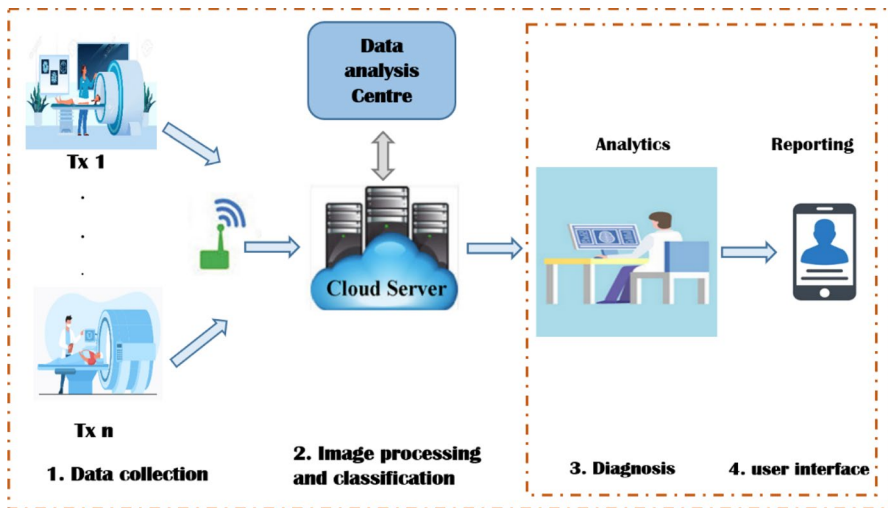 Data
analysis
Centre
Tx 1
Analytics
Reporting
Cloud Server
Tx n
1. Data collection
2. Image processing
and classification
3. Diagnosis
4. user interface